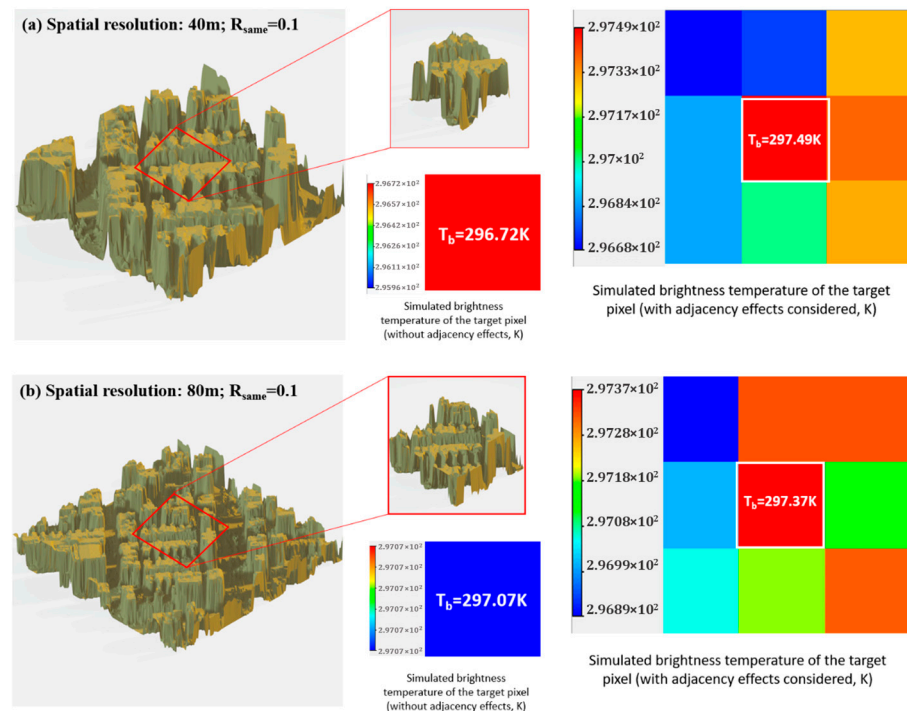 (a) Spatial resolution: 40m; Rsame=0.1
2.9672×10²
2.9657×10²
2.9642×10²
2.9626×10²
2.9611×10²
2.9596×10²
Tb=296.72K
Simulated brightness
temperature of the target pixel
(without adjacency effects, K)
2.9749×10²
2.9733×10²
2.9717×10²
2.97×10²
2.9684×10²
2.9668×10²
Tb=297.49K
Simulated brightness temperature of the target
pixel (with adjacency effects considered, K)
(b) Spatial resolution: 80m; Rsame=0.1
2.9707×10²
2.9707×10²
2.9707×10²
2.9707×10²
2.9707×10²
2.9707×10²
Tb=297.07K
Simulated brightness
temperature of the target pixel
(without adjacency effects, K)
2.9737×10²
2.9728×10²
2.9718×10²
2.9708×10²
2.9699×10²
2.9689×10²
Tb=297.37K
Simulated brightness temperature of the target
pixel (with adjacency effects considered, K)